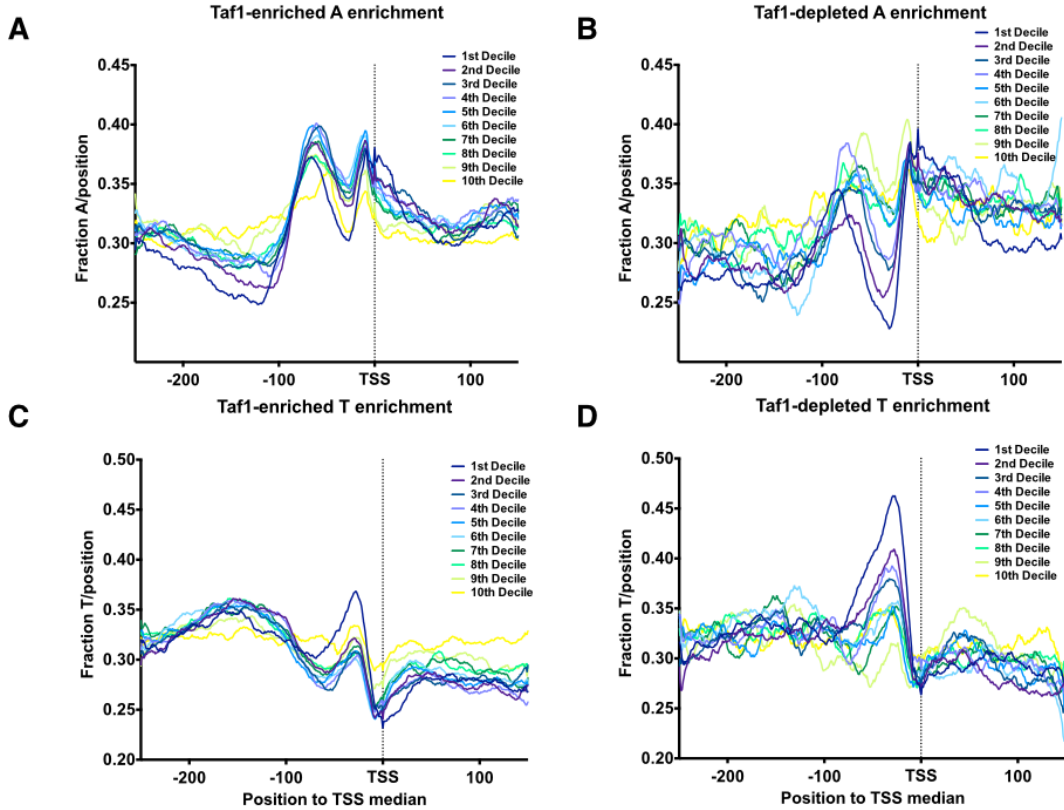 Taf1-enriched A enrichment
A
0.45
0.40
0.35
0.30
0.25
Fraction A/position
1st Decile
2nd Decile
3rd Decile
4th Decile
5th Decile
6th Decile
7th Decile
8th Decile
9th Decile
10th Decile
-200
-100
TSS
100
Taf1-depleted A enrichment
B
0.45
0.40
0.35
0.30
0.25
Fraction A/position
1st Decile
2nd Decile
3rd Decile
4th Decile
5th Decile
6th Decile
7th Decile
8th Decile
9th Decile
10th Decile
-200
-100
TSS
100
Taf1-enriched T enrichment
C
0.50
0.45
0.40
0.35
0.30
0.25
0.20
Fraction T/position
1st Decile
2nd Decile
3rd Decile
4th Decile
5th Decile
6th Decile
7th Decile
8th Decile
9th Decile
10th Decile
-200
-100
TSS
100
Position to TSS median
Taf1-depleted T enrichment
D
0.50
0.45
0.40
0.35
0.30
0.25
0.20
Fraction T/position
1st Decile
2nd Decile
3rd Decile
4th Decile
5th Decile
6th Decile
7th Decile
8th Decile
9th Decile
10th Decile
-200
-100
TSS
100
Position to TSS median